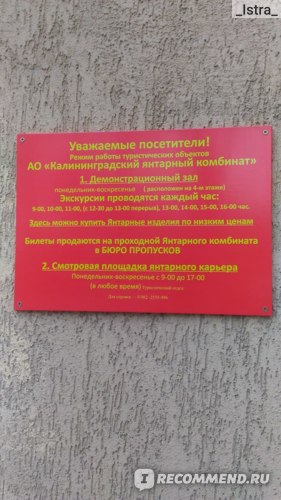 _Istra_
Уважаемые посетители!
Режим работы туристических объектов
АО «Калининградский янтарный комбинат»
1. Демонстрационный зал
понедельник-воскресенье ( расположен на 4-м этаже)
Экскурсии проводятся каждый час:
9-00, 10-00, 11-00, (с 12-30 до 13-00 перерыв), 13-00, 14-00, 15-00, 16-00 час.
Здесь можно купить Янтарные изделия по низким ценам
Билеты продаются на проходной Янтарного комбината
в БЮРО ПРОПУСКОВ
2. Смотровая площадка янтарного карьера
Понедельник-воскресенье с 9-00 до 17-00
(в любое время) Туристический отдел
Для справок
IRECOMMEND.RU